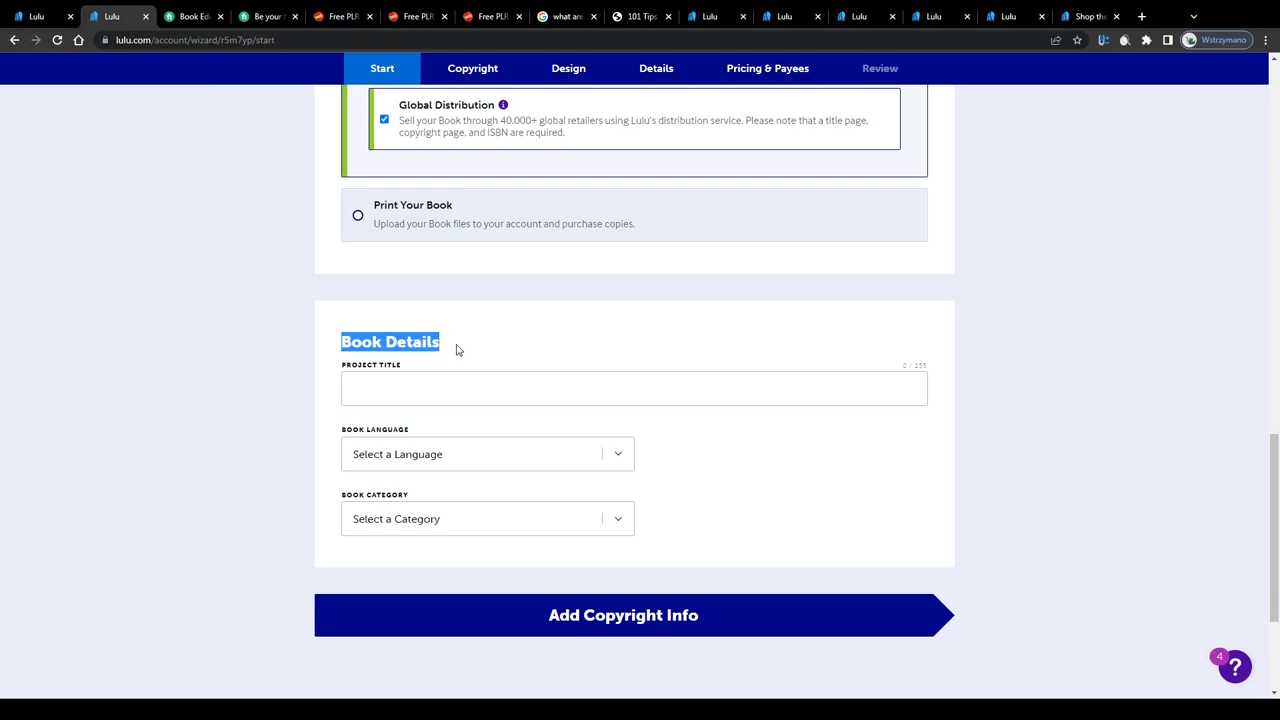 Lulu
Lulu
Book Edi
Be your
Free PLR
Free PLR
Free PLR
what are
101 Tips
Lulu
Lulu
Lulu
Lulu
Lulu
Shop the
lulu.com/account/wizard/r5m7yp/start
Wstrzymano
Start
Copyright
Design
Details
Pricing & Payees
Review
Global Distribution
Sell your Book through 40,000+ global retailers using Lulu's distribution service. Please note that a title page,
copyright page, and ISBN are required.
Print Your Book
Upload your Book files to your account and purchase copies.
Book Details
PROJECT TITLE
0 / 255
BOOK LANGUAGE
Select a Language
BOOK CATEGORY
Select a Category
Add Copyright Info
4
?